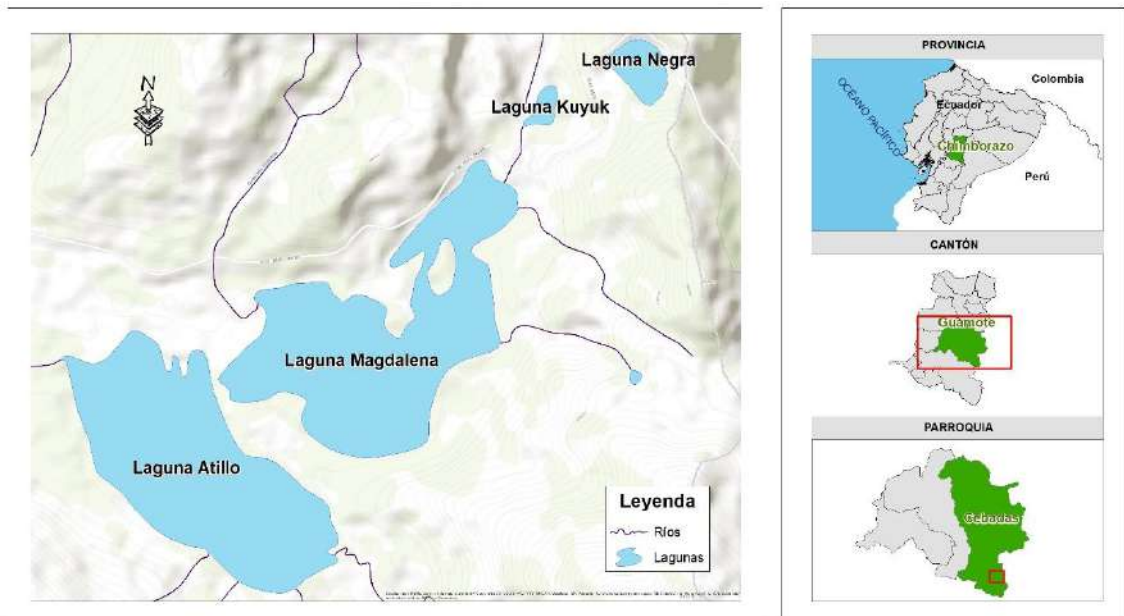 Laguna Negra
Laguna Kuyuk
N
Laguna Magdalena
Laguna Atillo
Leyenda
Ríos
Lagunas
PROVINCIA
Colombia
OCEANO PACÍFICO
Ecuador
Chimborazo
Perú
CANTÓN
Guamote
PARROQUIA
Cebadas